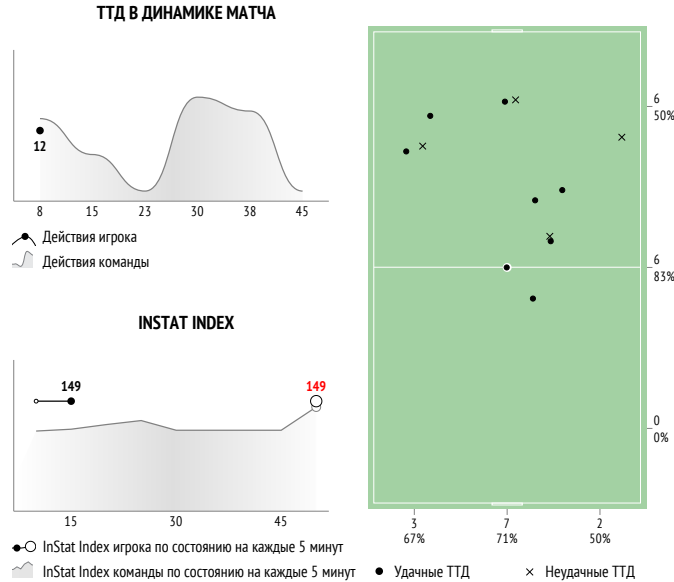 ТТД В ДИНАМИКЕ МАТЧА
12
8 15 23 30 38 45
Действия игрока
Действия команды
INSTAT INDEX
149 149
15 30 45
InStat Index игрока по состоянию на каждые 5 минут
InStat Index команды по состоянию на каждые 5 минут
6
50%
6
83%
0
0%
3 7 2
67% 71% 50%
Удачные ТТД Неудачные ТТД